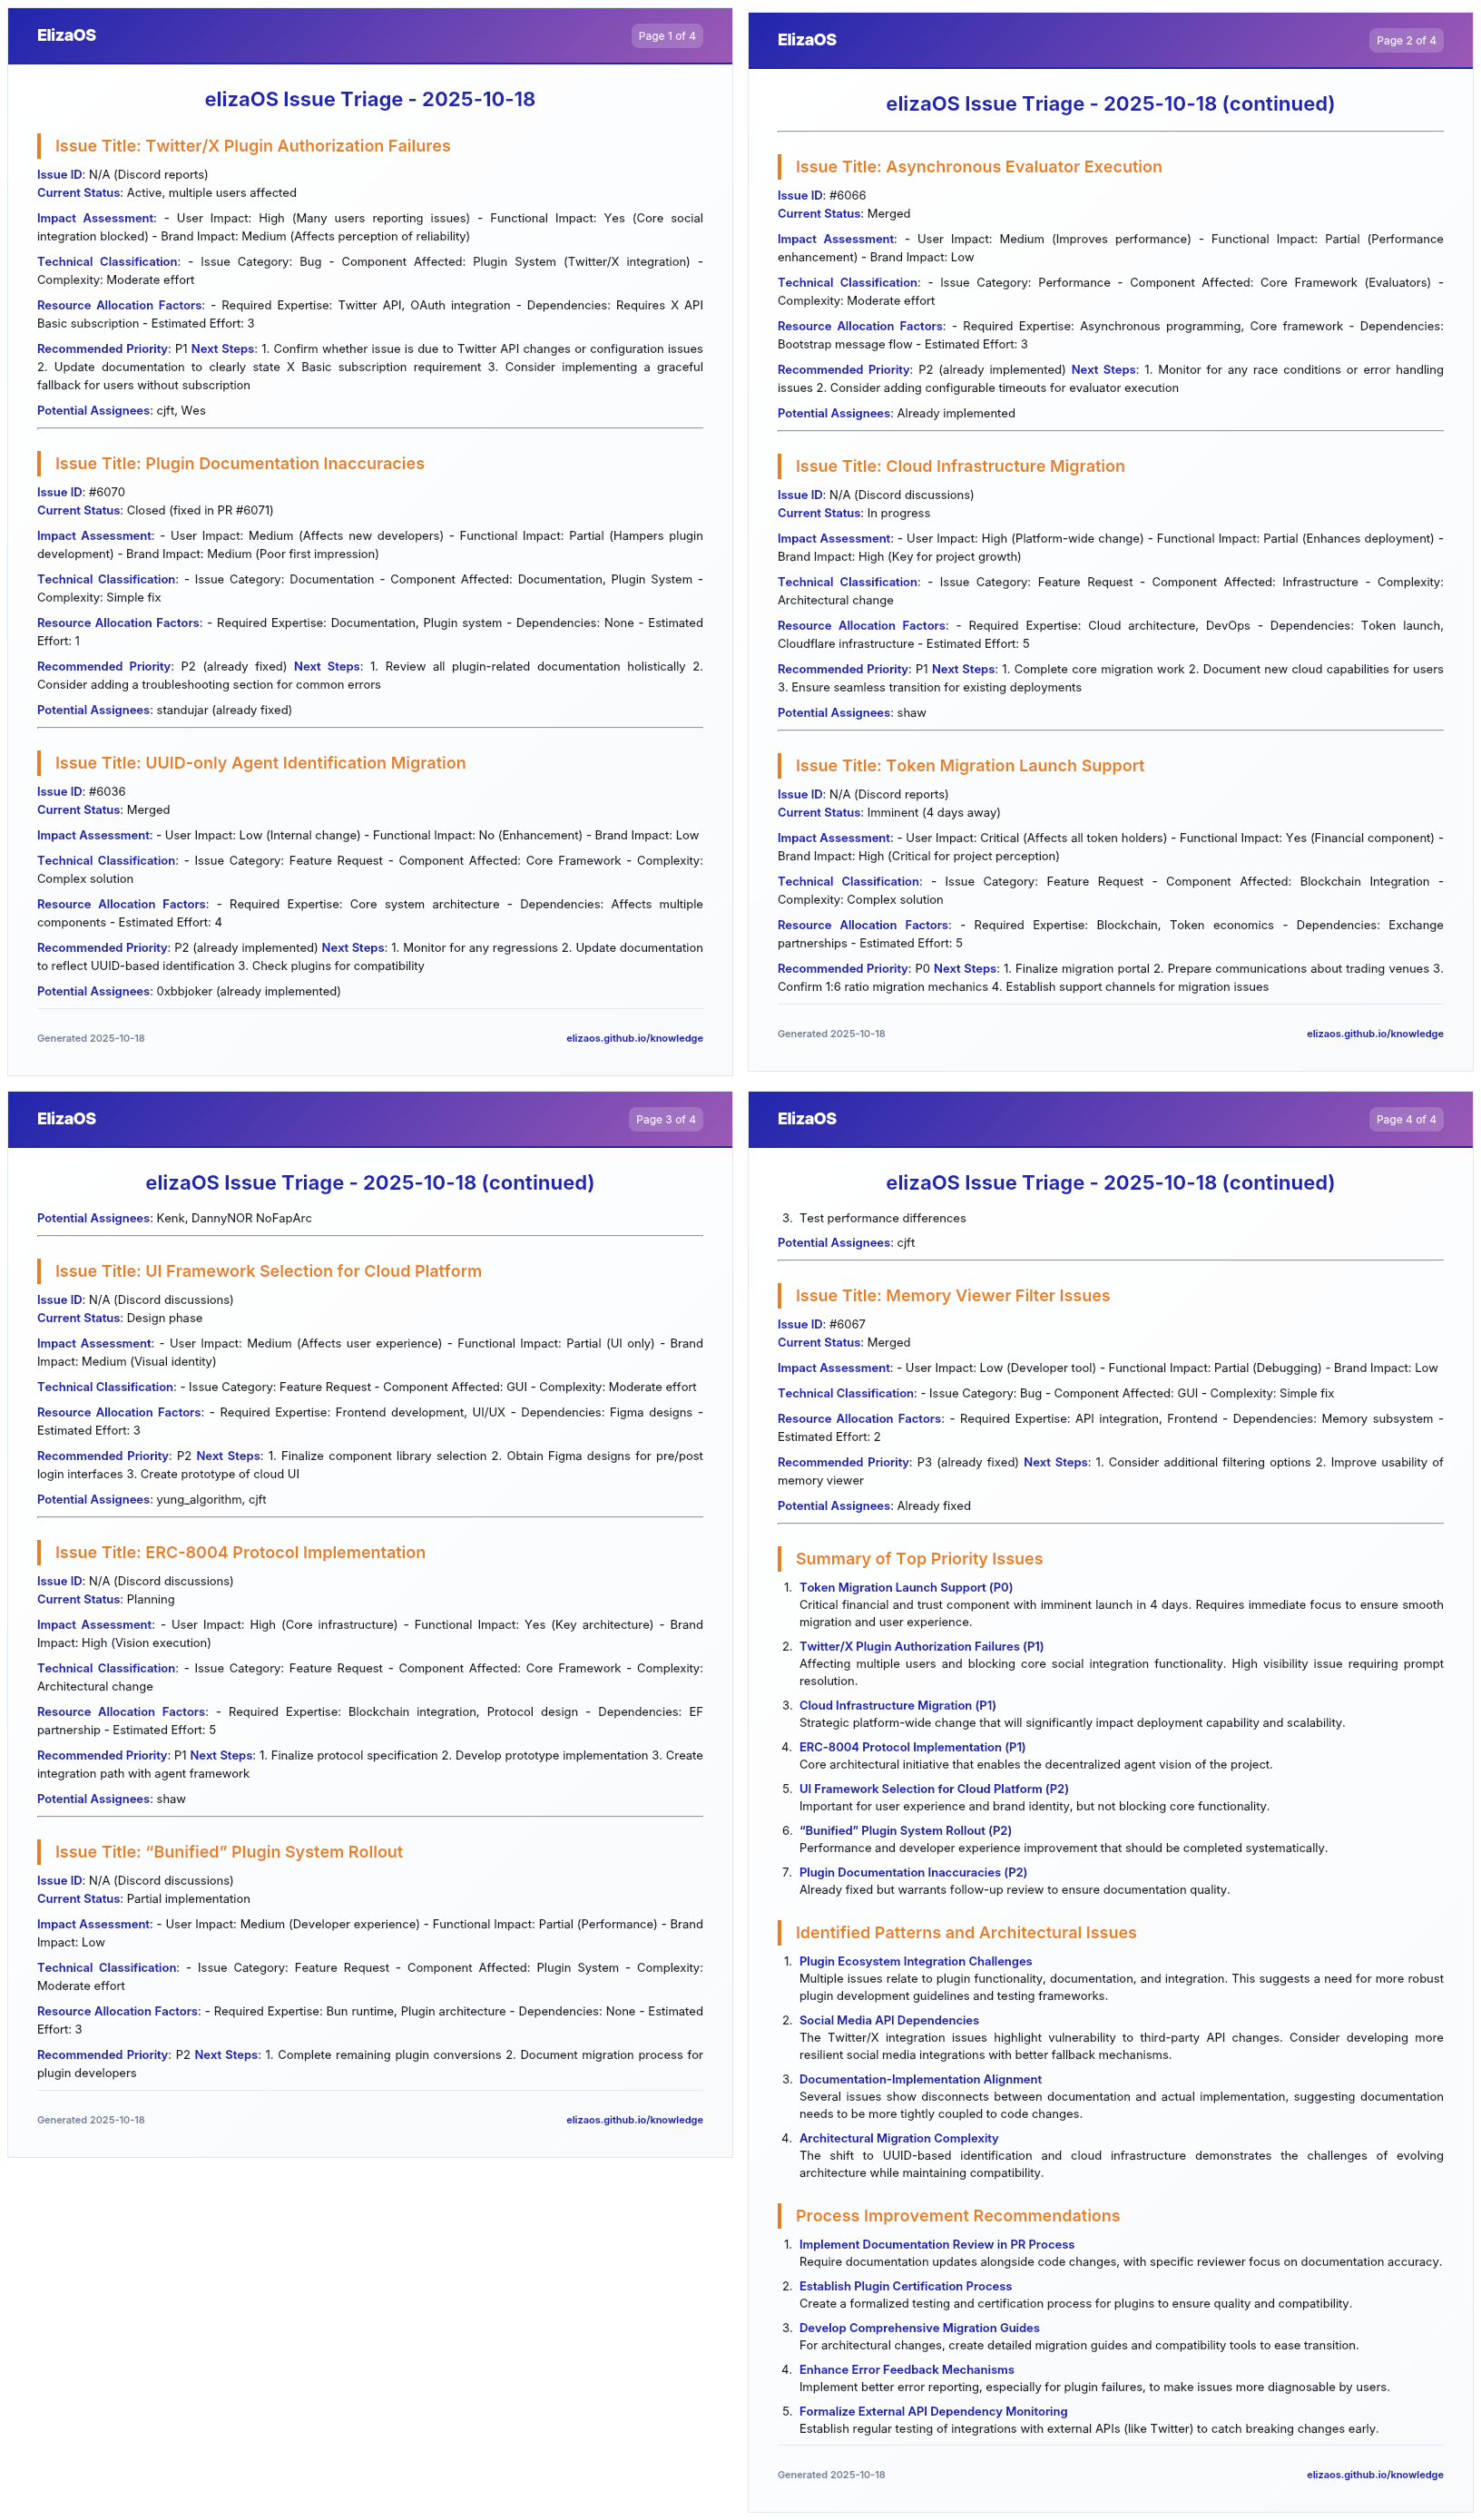 ElizaOS
Page 1 of 4
elizaOS Issue Triage - 2025-10-18
Issue Title: Twitter/X Plugin Authorization Failures
Issue ID: N/A (Discord reports)
Current Status: Active, multiple users affected
Impact Assessment: - User Impact: High (Many users reporting issues) - Functional Impact: Yes (Core social
integration blocked) - Brand Impact: Medium (Affects perception of reliability)
Technical Classification: - Issue Category: Bug - Component Affected: Plugin System (Twitter/X integration) -
Complexity: Moderate effort
Resource Allocation Factors: - Required Expertise: Twitter API, OAuth integration - Dependencies: Requires X API
Basic subscription - Estimated Effort: 3
Recommended Priority: P1 Next Steps: 1. Confirm whether issue is due to Twitter API changes or configuration issues
2. Update documentation to clearly state X Basic subscription requirement 3. Consider implementing a graceful
fallback for users without subscription
Potential Assignees: cjft, Wes
Issue Title: Plugin Documentation Inaccuracies
Issue ID: #6070
Current Status: Closed (fixed in PR #6071)
Impact Assessment: - User Impact: Medium (Affects new developers) - Functional Impact: Partial (Hampers plugin
development) - Brand Impact: Medium (Poor first impression)
Technical Classification: - Issue Category: Documentation - Component Affected: Documentation, Plugin System -
Complexity: Simple fix
Resource Allocation Factors: - Required Expertise: Documentation, Plugin system - Dependencies: None - Estimated
Effort: 1
Recommended Priority: P2 (already fixed) Next Steps: 1. Review all plugin-related documentation holistically 2.
Consider adding a troubleshooting section for common errors
Potential Assignees: standujar (already fixed)
Issue Title: UUID-only Agent Identification Migration
Issue ID: #6036
Current Status: Merged
Impact Assessment: - User Impact: Low (Internal change) - Functional Impact: No (Enhancement) - Brand Impact: Low
Technical Classification: - Issue Category: Feature Request - Component Affected: Core Framework - Complexity:
Complex solution
Resource Allocation Factors: - Required Expertise: Core system architecture - Dependencies: Affects multiple
components - Estimated Effort: 4
Recommended Priority: P2 (already implemented) Next Steps: 1. Monitor for any regressions 2. Update documentation
to reflect UUID-based identification 3. Check plugins for compatibility
Potential Assignees: 0xbbjoker (already implemented)
Generated 2025-10-18
elizaos.github.io/knowledge
ElizaOS
Page 2 of 4
elizaOS Issue Triage - 2025-10-18 (continued)
Issue Title: Asynchronous Evaluator Execution
Issue ID: #6066
Current Status: Merged
Impact Assessment: - User Impact: Medium (Improves performance) - Functional Impact: Partial (Performance
enhancement) - Brand Impact: Low
Technical Classification: - Issue Category: Performance - Component Affected: Core Framework (Evaluators) -
Complexity: Moderate effort
Resource Allocation Factors: - Required Expertise: Asynchronous programming, Core framework - Dependencies:
Bootstrap message flow - Estimated Effort: 3
Recommended Priority: P2 (already implemented) Next Steps: 1. Monitor for any race conditions or error handling
issues 2. Consider adding configurable timeouts for evaluator execution
Potential Assignees: Already implemented
Issue Title: Cloud Infrastructure Migration
Issue ID: N/A (Discord discussions)
Current Status: In progress
Impact Assessment: - User Impact: High (Platform-wide change) - Functional Impact: Partial (Enhances deployment) -
Brand Impact: High (Key for project growth)
Technical Classification: - Issue Category: Feature Request - Component Affected: Infrastructure - Complexity:
Architectural change
Resource Allocation Factors: - Required Expertise: Cloud architecture, DevOps - Dependencies: Token launch,
Cloudflare infrastructure - Estimated Effort: 5
Recommended Priority: P1 Next Steps: 1. Complete core migration work 2. Document new cloud capabilities for users
3. Ensure seamless transition for existing deployments
Potential Assignees: shaw
Issue Title: Token Migration Launch Support
Issue ID: N/A (Discord reports)
Current Status: Imminent (4 days away)
Impact Assessment: - User Impact: Critical (Affects all token holders) - Functional Impact: Yes (Financial component) -
Brand Impact: High (Critical for project perception)
Technical Classification: - Issue Category: Feature Request - Component Affected: Blockchain Integration -
Complexity: Complex solution
Resource Allocation Factors: - Required Expertise: Blockchain, Token economics - Dependencies: Exchange
partnerships - Estimated Effort: 5
Recommended Priority: P0 Next Steps: 1. Finalize migration portal 2. Prepare communications about trading venues 3.
Confirm 1:6 ratio migration mechanics 4. Establish support channels for migration issues
Generated 2025-10-18
elizaos.github.io/knowledge
ElizaOS
Page 3 of 4
elizaOS Issue Triage - 2025-10-18 (continued)
Potential Assignees: Kenk, DannyNOR NoFapArc
Issue Title: UI Framework Selection for Cloud Platform
Issue ID: N/A (Discord discussions)
Current Status: Design phase
Impact Assessment: - User Impact: Medium (Affects user experience) - Functional Impact: Partial (UI only) - Brand
Impact: Medium (Visual identity)
Technical Classification: - Issue Category: Feature Request - Component Affected: GUI - Complexity: Moderate effort
Resource Allocation Factors: - Required Expertise: Frontend development, UI/UX - Dependencies: Figma designs -
Estimated Effort: 3
Recommended Priority: P2 Next Steps: 1. Finalize component library selection 2. Obtain Figma designs for pre/post
login interfaces 3. Create prototype of cloud UI
Potential Assignees: yung_algorithm, cjft
Issue Title: ERC-8004 Protocol Implementation
Issue ID: N/A (Discord discussions)
Current Status: Planning
Impact Assessment: - User Impact: High (Core infrastructure) - Functional Impact: Yes (Key architecture) - Brand
Impact: High (Vision execution)
Technical Classification: - Issue Category: Feature Request - Component Affected: Core Framework - Complexity:
Architectural change
Resource Allocation Factors: - Required Expertise: Blockchain integration, Protocol design - Dependencies: EF
partnership - Estimated Effort: 5
Recommended Priority: P1 Next Steps: 1. Finalize protocol specification 2. Develop prototype implementation 3. Create
integration path with agent framework
Potential Assignees: shaw
Issue Title: “Bunified” Plugin System Rollout
Issue ID: N/A (Discord discussions)
Current Status: Partial implementation
Impact Assessment: - User Impact: Medium (Developer experience) - Functional Impact: Partial (Performance) - Brand
Impact: Low
Technical Classification: - Issue Category: Feature Request - Component Affected: Plugin System - Complexity:
Moderate effort
Resource Allocation Factors: - Required Expertise: Bun runtime, Plugin architecture - Dependencies: None - Estimated
Effort: 3
Recommended Priority: P2 Next Steps: 1. Complete remaining plugin conversions 2. Document migration process for
plugin developers
Generated 2025-10-18
elizaos.github.io/knowledge
ElizaOS
Page 4 of 4
elizaOS Issue Triage - 2025-10-18 (continued)
3. Test performance differences
Potential Assignees: cjft
Issue Title: Memory Viewer Filter Issues
Issue ID: #6067
Current Status: Merged
Impact Assessment: - User Impact: Low (Developer tool) - Functional Impact: Partial (Debugging) - Brand Impact: Low
Technical Classification: - Issue Category: Bug - Component Affected: GUI - Complexity: Simple fix
Resource Allocation Factors: - Required Expertise: API integration, Frontend - Dependencies: Memory subsystem -
Estimated Effort: 2
Recommended Priority: P3 (already fixed) Next Steps: 1. Consider additional filtering options 2. Improve usability of
memory viewer
Potential Assignees: Already fixed
Summary of Top Priority Issues
1. Token Migration Launch Support (P0)
Critical financial and trust component with imminent launch in 4 days. Requires immediate focus to ensure smooth
migration and user experience.
2. Twitter/X Plugin Authorization Failures (P1)
Affecting multiple users and blocking core social integration functionality. High visibility issue requiring prompt
resolution.
3. Cloud Infrastructure Migration (P1)
Strategic platform-wide change that will significantly impact deployment capability and scalability.
4. ERC-8004 Protocol Implementation (P1)
Core architectural initiative that enables the decentralized agent vision of the project.
5. UI Framework Selection for Cloud Platform (P2)
Important for user experience and brand identity, but not blocking core functionality.
6. “Bunified” Plugin System Rollout (P2)
Performance and developer experience improvement that should be completed systematically.
7. Plugin Documentation Inaccuracies (P2)
Already fixed but warrants follow-up review to ensure documentation quality.
Identified Patterns and Architectural Issues
1. Plugin Ecosystem Integration Challenges
Multiple issues relate to plugin functionality, documentation, and integration. This suggests a need for more robust
plugin development guidelines and testing frameworks.
2. Social Media API Dependencies
The Twitter/X integration issues highlight vulnerability to third-party API changes. Consider developing more
resilient social media integrations with better fallback mechanisms.
3. Documentation-Implementation Alignment
Several issues show disconnects between documentation and actual implementation, suggesting documentation
needs to be more tightly coupled to code changes.
4. Architectural Migration Complexity
The shift to UUID-based identification and cloud infrastructure demonstrates the challenges of evolving
architecture while maintaining compatibility.
Process Improvement Recommendations
1. Implement Documentation Review in PR Process
Require documentation updates alongside code changes, with specific reviewer focus on documentation accuracy.
2. Establish Plugin Certification Process
Create a formalized testing and certification process for plugins to ensure quality and compatibility.
3. Develop Comprehensive Migration Guides
For architectural changes, create detailed migration guides and compatibility tools to ease transition.
4. Enhance Error Feedback Mechanisms
Implement better error reporting, especially for plugin failures, to make issues more diagnosable by users.
5. Formalize External API Dependency Monitoring
Establish regular testing of integrations with external APIs (like Twitter) to catch breaking changes early.
Generated 2025-10-18
elizaos.github.io/knowledge